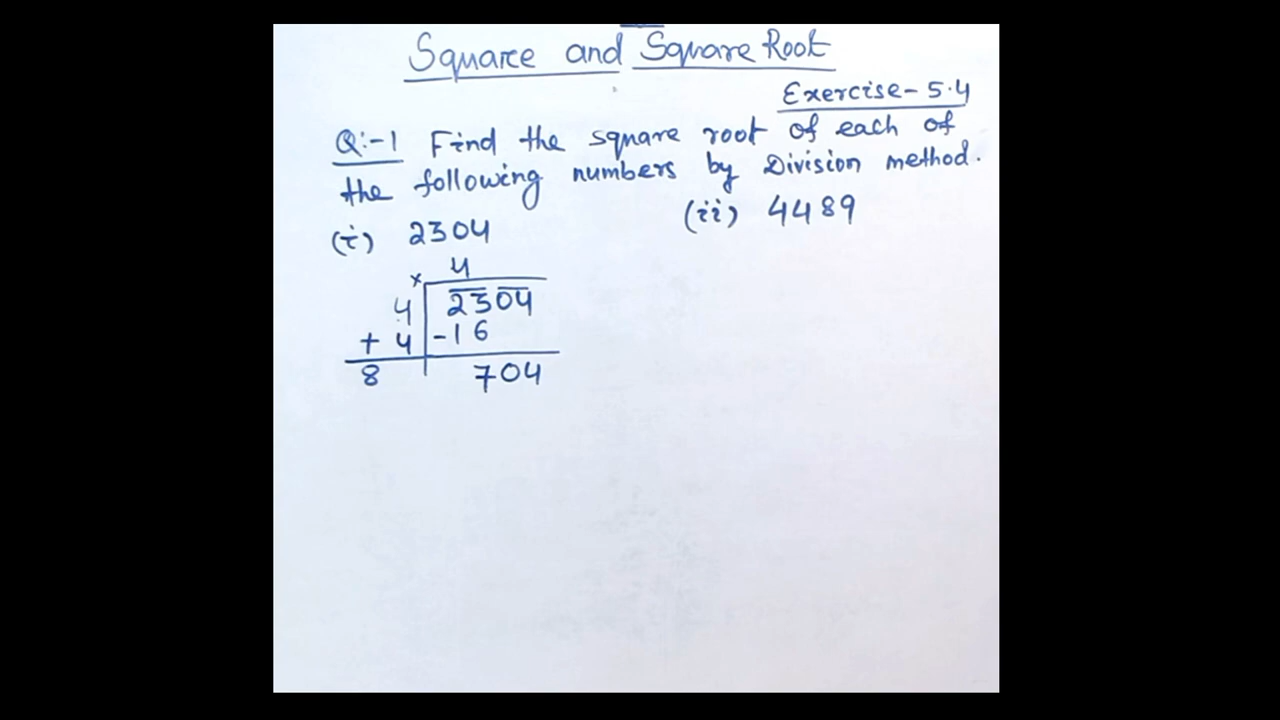 Square and Square Root
Exercise-5.4
Q:-1 Find the square root of each of
the following numbers by Division method.
(i) 2304 (ii) 4489
4
× 
4 2304
+ 4 -16
8 704